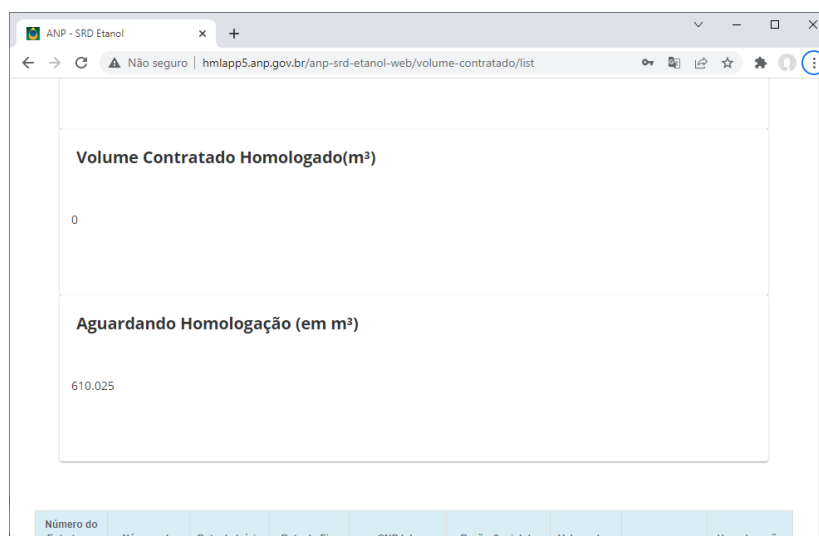 ANP - SRD Etanol
Não seguro | hmlapp5.anp.gov.br/anp-srd-etanol-web/volume-contratado/list
Volume Contratado Homologado(m³)
0
Aguardando Homologação (em m³)
610.025
Número do